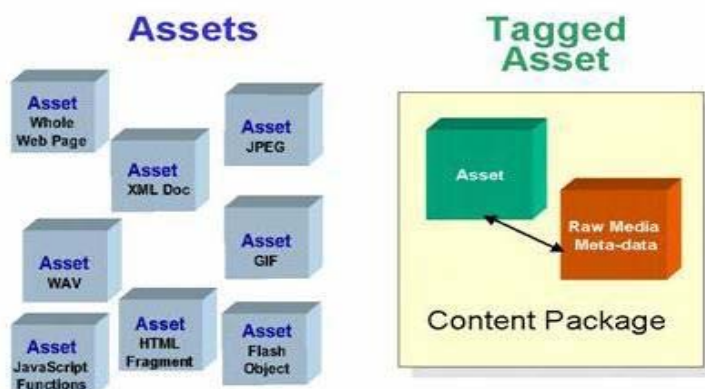 Assets
Asset
Whole
Web Page
Asset
JPEG
Asset
XML Doc
Asset
WAV
Asset
GIF
Asset
JavaScript
Functions
Asset
HTML
Fragment
Asset
Flash
Object
Tagged
Asset
Asset
Raw Media
Meta-data
Content Package